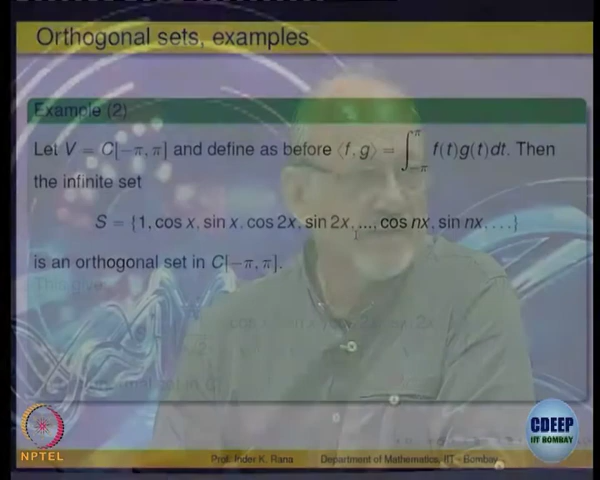 Orthogonal sets, examples
Example (2)
Let V = C[−π, π] and define as before ⟨f, g⟩ = ∫_{−π}^{π} f(t)g(t)dt. Then
the infinite set
S = {1, cos x, sin x, cos 2x, sin 2x, ..., cos nx, sin nx, . . .}
is an orthogonal set in C[−π, π].
This give
NPTEL
CDEEP
IIT BOMBAY
Prof. Inder K. Rana Department of Mathematics, IIT - Bombay